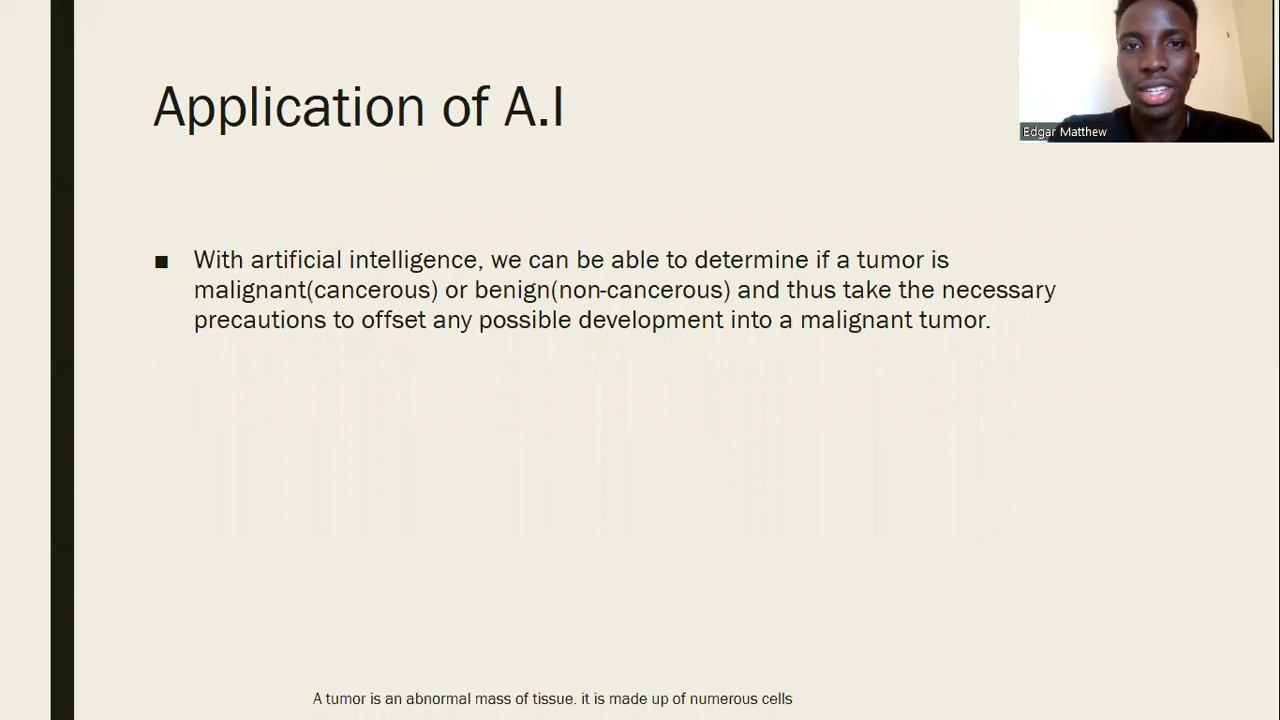 Application of A.I
Edgar Matthew
■ With artificial intelligence, we can be able to determine if a tumor is
malignant(cancerous) or benign(non-cancerous) and thus take the necessary
precautions to offset any possible development into a malignant tumor.
A tumor is an abnormal mass of tissue. it is made up of numerous cells